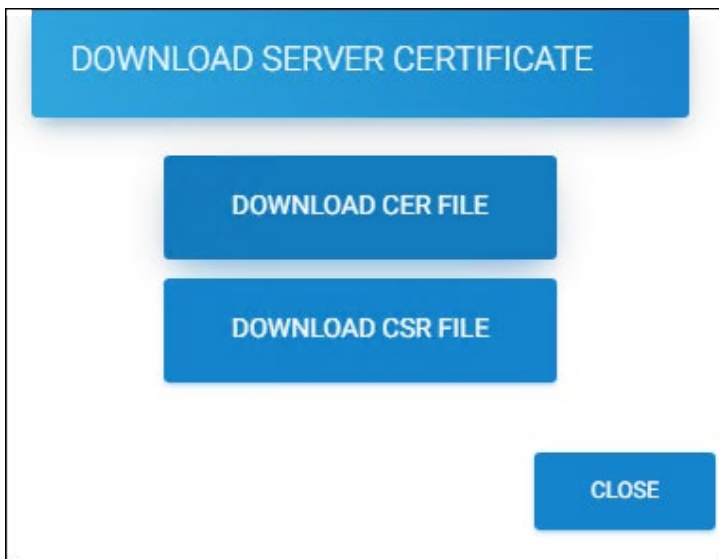 DOWNLOAD SERVER CERTIFICATE
DOWNLOAD CER FILE
DOWNLOAD CSR FILE
CLOSE